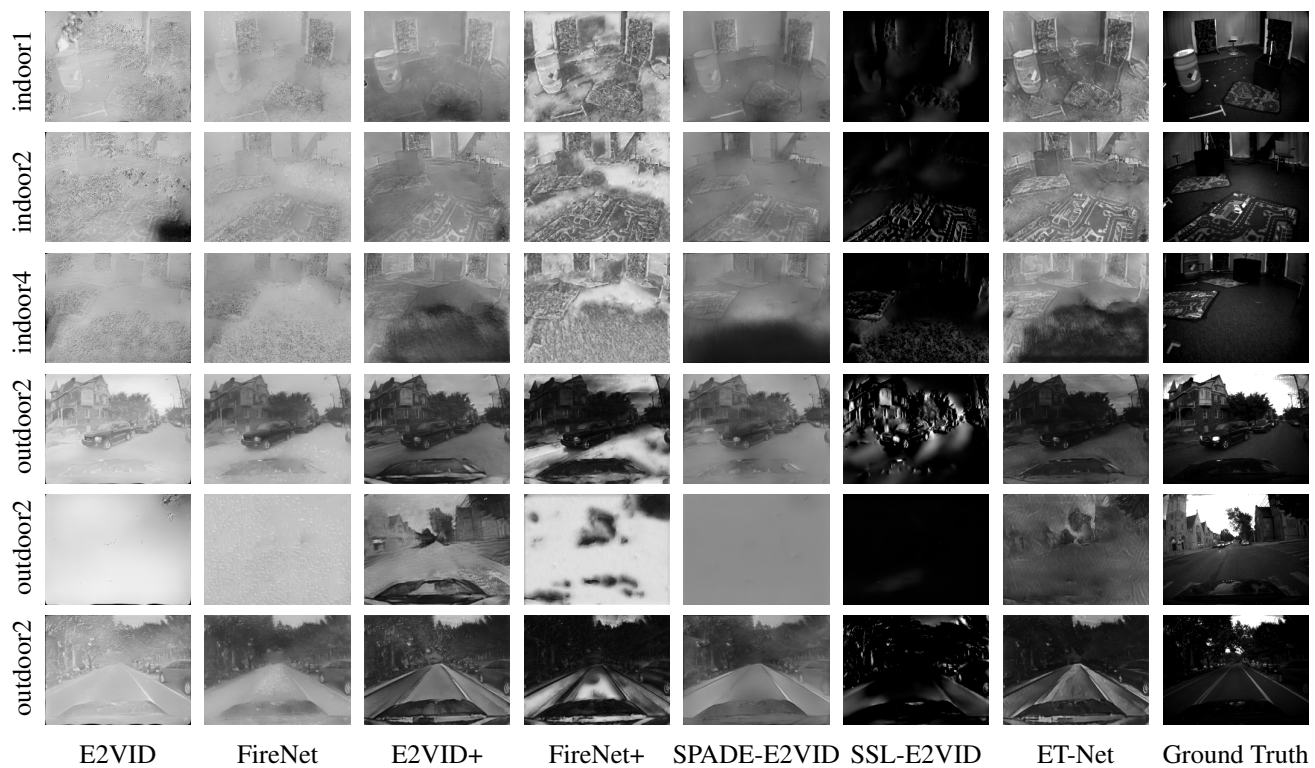 indoor1
indoor2
indoor4
outdoor2
outdoor2
outdoor2
E2VID FireNet E2VID+ FireNet+ SPADE-E2VID SSL-E2VID ET-Net Ground Truth